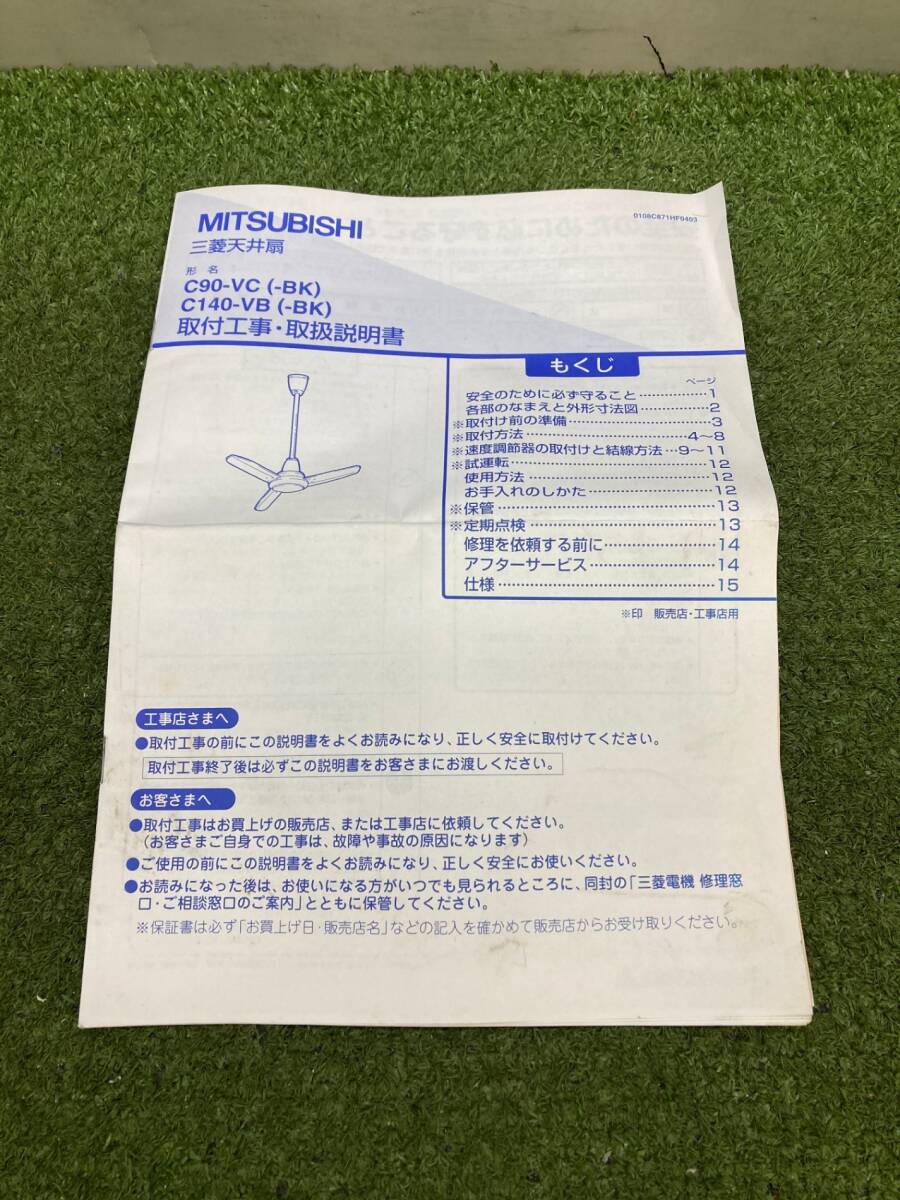 MITSUBISHI
0108C871HF0403
三菱天井扇
形名
C90-VC (-BK)
C140-VB (-BK)
取付工事・取扱説明書
もくじ
ページ
安全のために必ず守ること………………1
各部のなまえと外形寸法図………………2
※取付け前の準備………………3
※取付方法………………4〜8
※速度調節器の取付けと結線方法…9〜11
※試運転………………12
使用方法………………12
お手入れのしかた………………12
※保管………………13
※定期点検………………13
修理を依頼する前に………………14
アフターサービス………………14
仕様………………15
※印 販売店・工事店用
工事店さまへ
●取付工事の前にこの説明書をよくお読みになり、正しく安全に取付けてください。
取付工事終了後は必ずこの説明書をお客さまにお渡しください。
お客さまへ
●取付工事はお買上げの販売店、または工事店に依頼してください。
(お客さまご自身での工事は、故障や事故の原因になります)
●ご使用の前にこの説明書をよくお読みになり、正しく安全にお使いください。
●お読みになった後は、お使いになる方がいつでも見られるところに、同封の「三菱電機 修理窓
口・ご相談窓口のご案内」とともに保管してください。
※保証書は必ず「お買上げ日・販売店名」などの記入を確かめて販売店からお受け取りください。